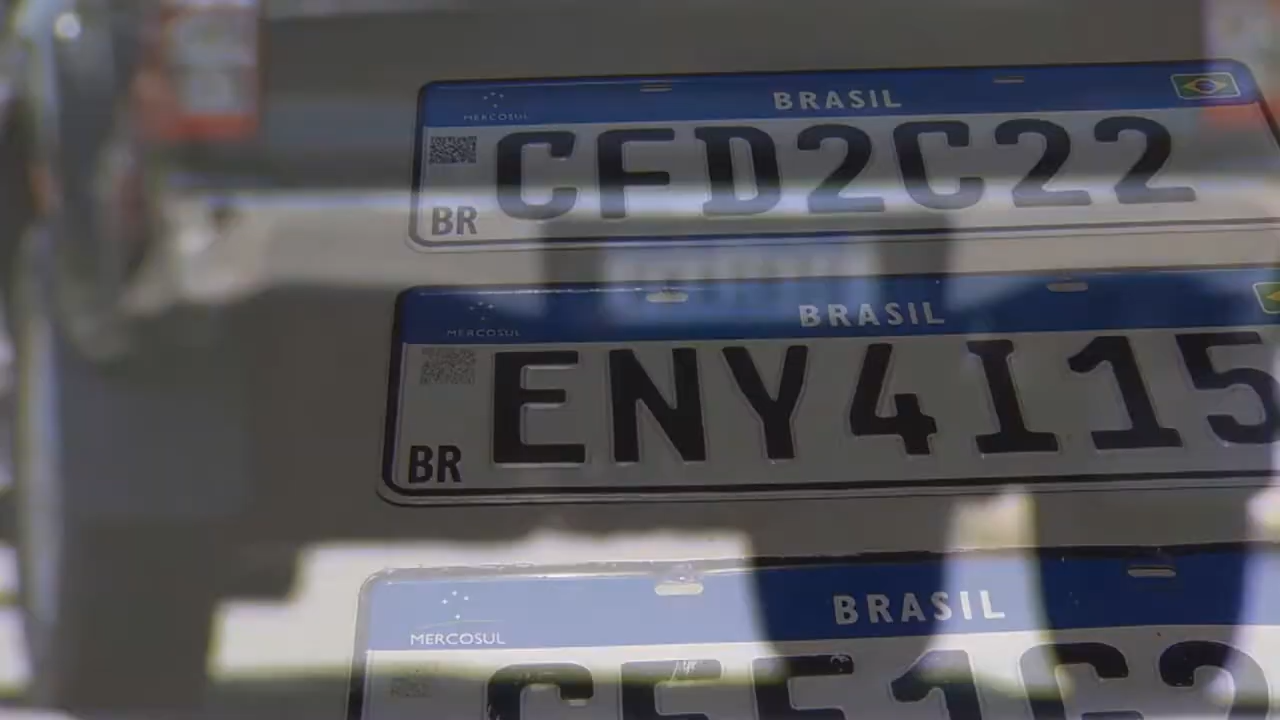 BRASIL
MERCOSUL
CFD2C22
BR
BRASIL
MERCOSUL
ENY4I15
BR
BRASIL
MERCOSUL